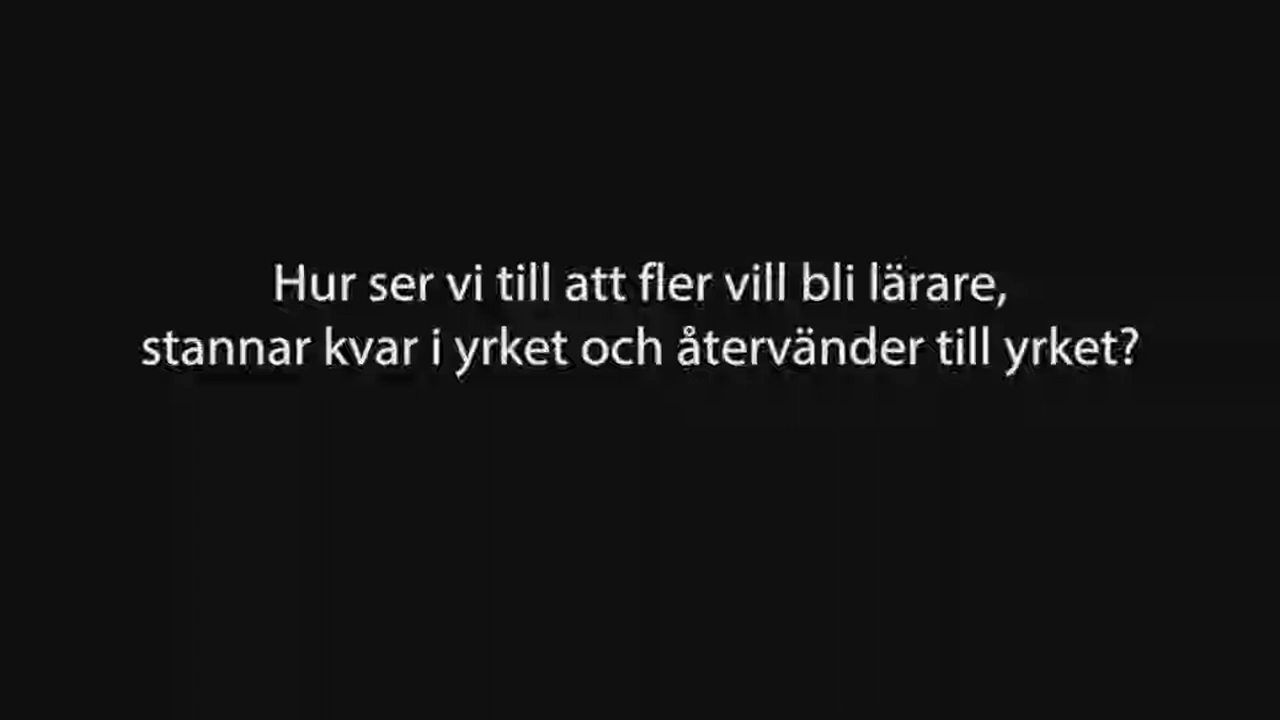 Hur ser vi till att fler vill bli lärare,
stannar kvar i yrket och återvänder till yrket?